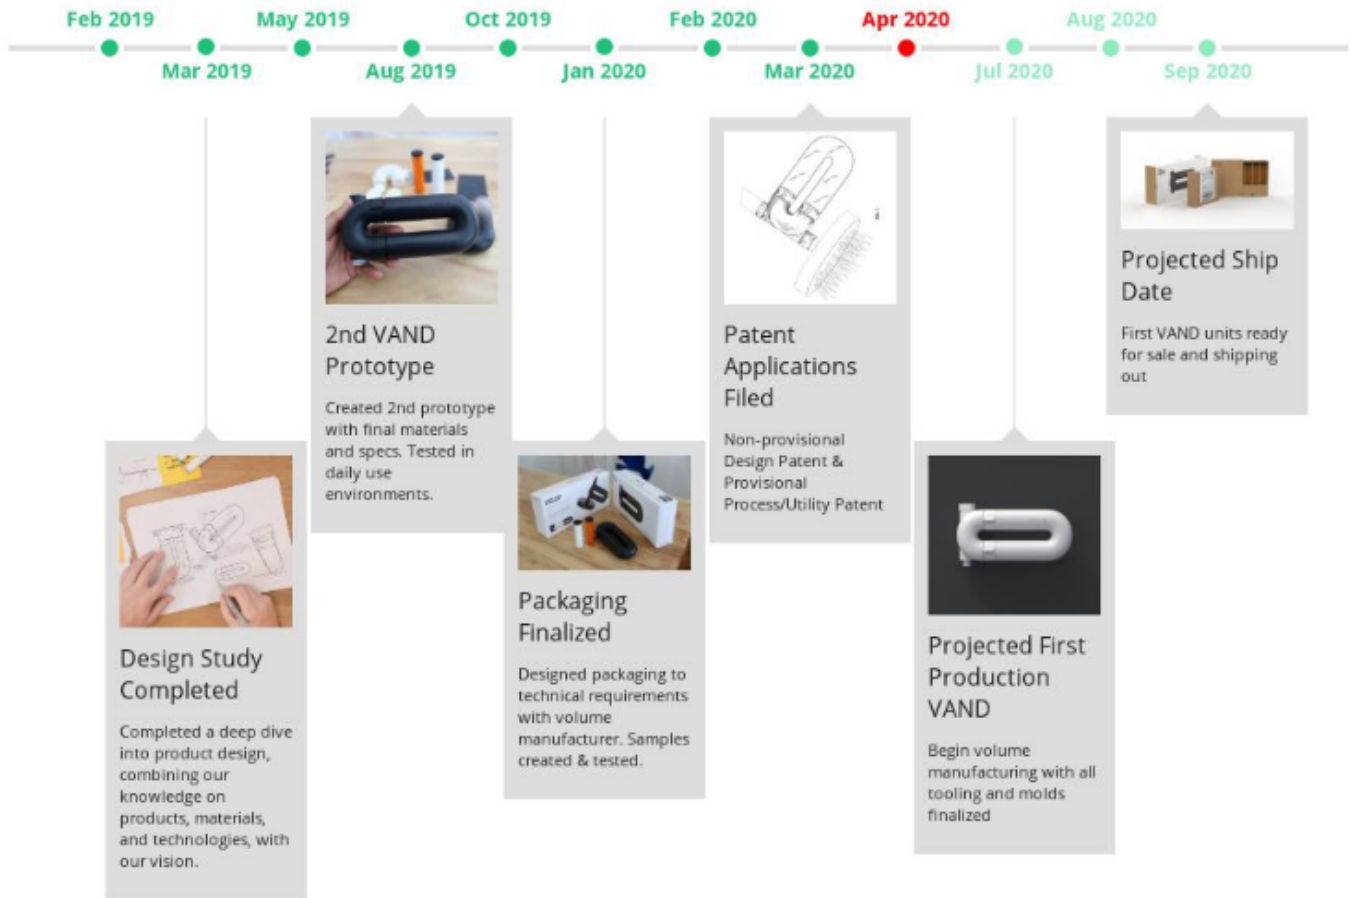 Feb 2019
May 2019
Oct 2019
Feb 2020
Apr 2020
Aug 2020
Mar 2019
Aug 2019
Jan 2020
Mar 2020
Jul 2020
Sep 2020
Design Study
Completed
Completed a deep dive
into product design,
combining our
knowledge on
products, materials,
and technologies, with
our vision.
2nd VAND
Prototype
Created 2nd prototype
with final materials
and specs. Tested in
daily use
environments.
Packaging
Finalized
Designed packaging to
technical requirements
with volume
manufacturer. Samples
created & tested.
Patent
Applications
Filed
Non-provisional
Design Patent &
Provisional
Process/Utility Patent
Projected First
Production
VAND
Begin volume
manufacturing with all
tooling and molds
finalized
Projected Ship
Date
First VAND units ready
for sale and shipping
out